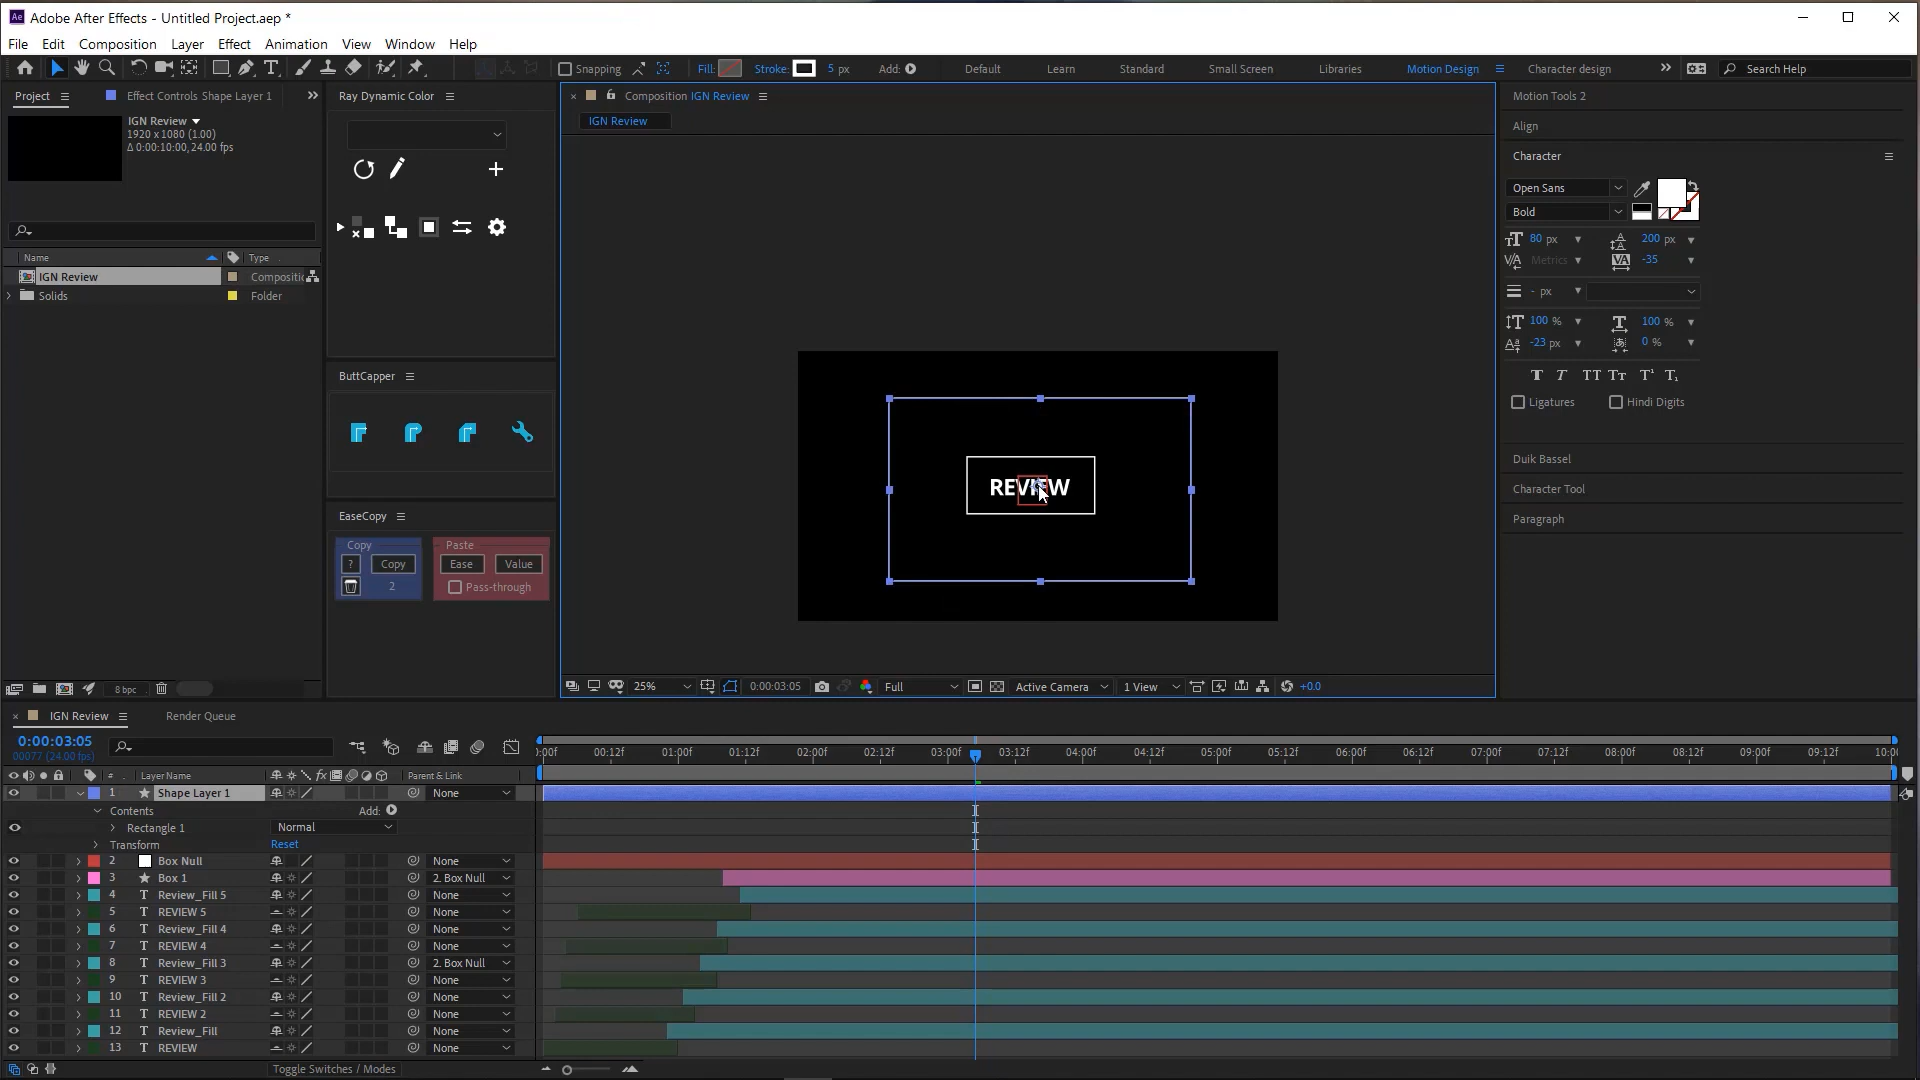 Adobe After Effects - Untitled Project.aep *
File Edit Composition Layer Effect Animation View Window Help
Snapping Fill: Stroke: 5 px Add: Default Learn Standard Small Screen Libraries Motion Design Character design Search Help
Project Effect Controls Shape Layer 1
IGN Review
1920 x 1080 (1.00)
Δ 0:00:10:00, 24.00 fps
Name Type
IGN Review Compositic
Solids Folder
8 bpc
Ray Dynamic Color
ButtCapper
EaseCopy
Copy Paste
? Copy Ease Value
2 Pass-through
Composition IGN Review
IGN Review
REVIEW
25% 0:00:03:05 Full Active Camera 1 View +0.0
Motion Tools 2
Align
Character
Open Sans
Bold
80 px 200 px
Metrics -35
- px
100 % 100 %
-23 px 0 %
T T TT Tт T¹ T₁
Ligatures Hindi Digits
Duik Bassel
Character Tool
Paragraph
IGN Review Render Queue
0:00:03:05
00077 (24.00 fps)
:00f 00:12f 01:00f 01:12f 02:00f 02:12f 03:00f 03:12f 04:00f 04:12f 05:00f 05:12f 06:00f 06:12f 07:00f 07:12f 08:00f 08:12f 09:00f 09:12f 10:00
# Layer Name fx Parent & Link
1 Shape Layer 1 None
Contents Add:
Rectangle 1 Normal
Transform Reset
2 Box Null None
3 Box 1 2. Box Null
4 T Review_Fill 5 None
5 T REVIEW 5 None
6 T Review_Fill 4 None
7 T REVIEW 4 None
8 T Review_Fill 3 2. Box Null
9 T REVIEW 3 None
10 T Review_Fill 2 None
11 T REVIEW 2 None
12 T Review_Fill None
13 T REVIEW None
Toggle Switches / Modes